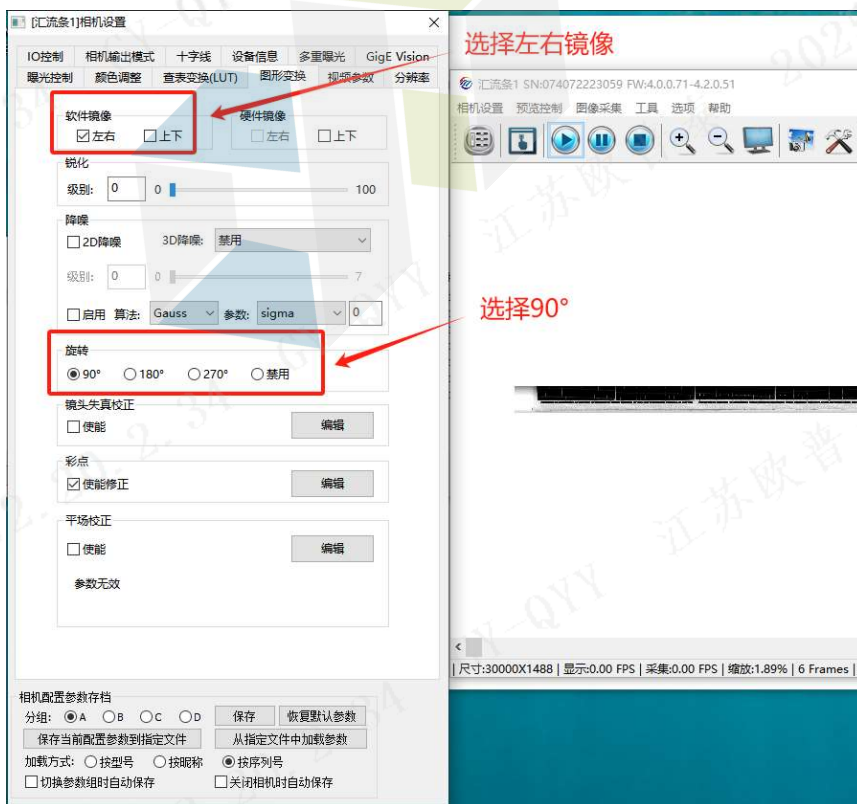 [汇流条1]相机设置
IO控制 相机输出模式 十字线 设备信息 多重曝光 GigE Vision
曝光控制 颜色调整 查表变换(LUT) 图形变换 视频参数 分辨率
软件镜像 硬件镜像
左右 上下 左右 上下
锐化
级别: 0 0 100
降噪
2D降噪 3D降噪: 禁用
级别: 0 0 7
启用 算法: Gauss 参数: sigma 0
旋转
90° 180° 270° 禁用
镜头失真校正
使能 编辑
彩点
使能修正 编辑
平场校正
使能 编辑
参数无效
相机配置参数存档
分组: A B C D 保存 恢复默认参数
保存当前配置参数到指定文件 从指定文件中加载参数
加载方式: 按型号 按昵称 按序列号
切换参数组时自动保存 关闭相机时自动保存
选择左右镜像
汇流条1 SN:074072223059 FW:4.0.0.71-4.2.0.51
相机设置 预览控制 图像采集 工具 选项 帮助
选择90°
| 尺寸:30000X1488 | 显示:0.00 FPS | 采集:0.00 FPS | 缩放:1.89% | 6 Frames |
江苏欧普
江苏欧普